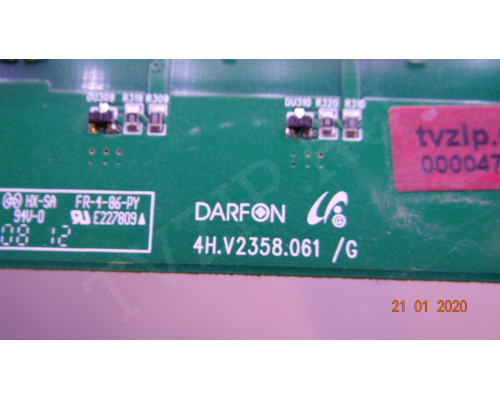 DU309 R319 R309
DU310 R320 R310
tvzip.
000047
HX-SA
94V-0
FR-4-86-PY
E227809
08 12
DARFON
4H.V2358.061 /G
21 01 2020